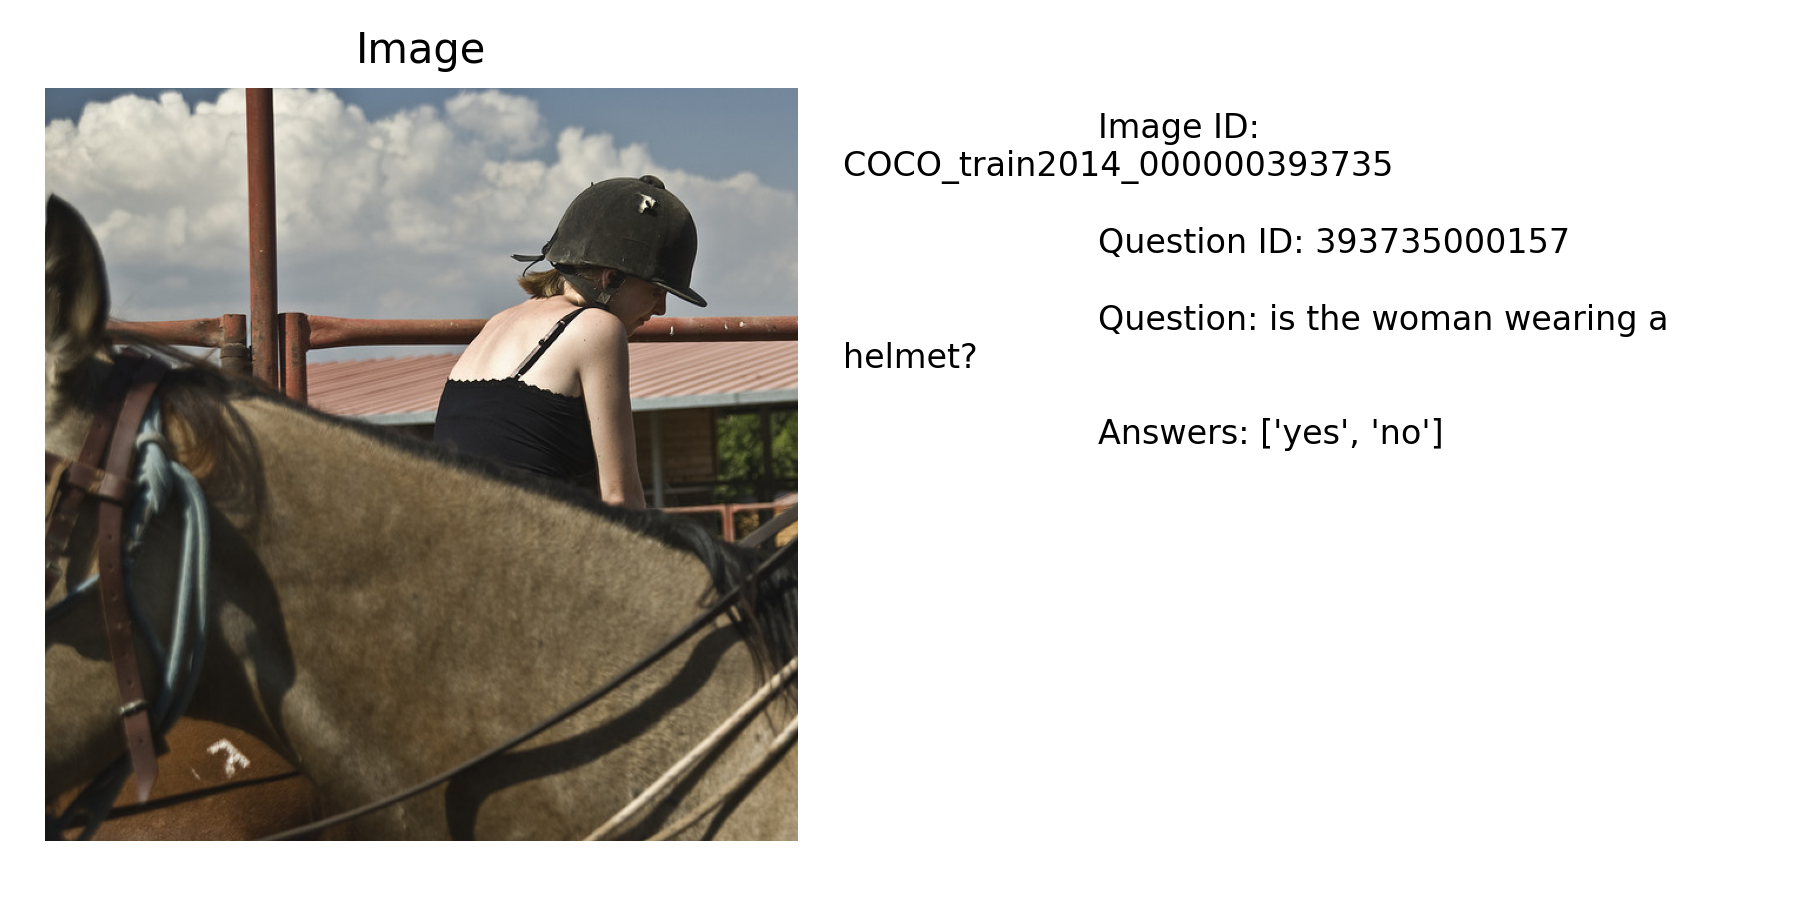 Image
Image ID:
COCO_train2014_000000393735
Question ID: 393735000157
Question: is the woman wearing a
helmet?
Answers: ['yes', 'no']